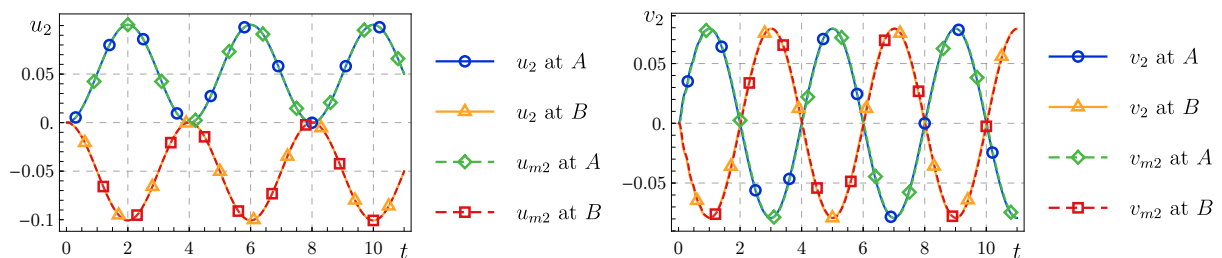 u₂
0.05
0.
−0.05
−0.1
0 2 4 6 8 10 t
u₂ at A
u₂ at B
uₘ₂ at A
uₘ₂ at B
v₂
0.05
0.
−0.05
0 2 4 6 8 10 t
v₂ at A
v₂ at B
vₘ₂ at A
vₘ₂ at B